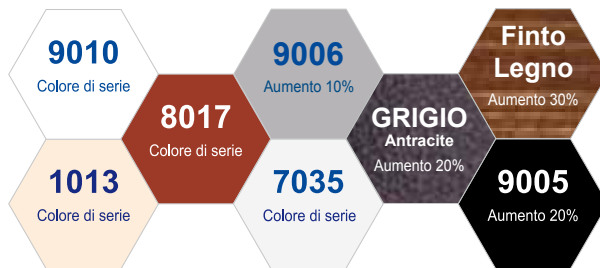 9010
Colore di serie
9006
Aumento 10%
Finto
Legno
Aumento 30%
8017
Colore di serie
GRIGIO
Antracite
Aumento 20%
1013
Colore di serie
7035
Colore di serie
9005
Aumento 20%